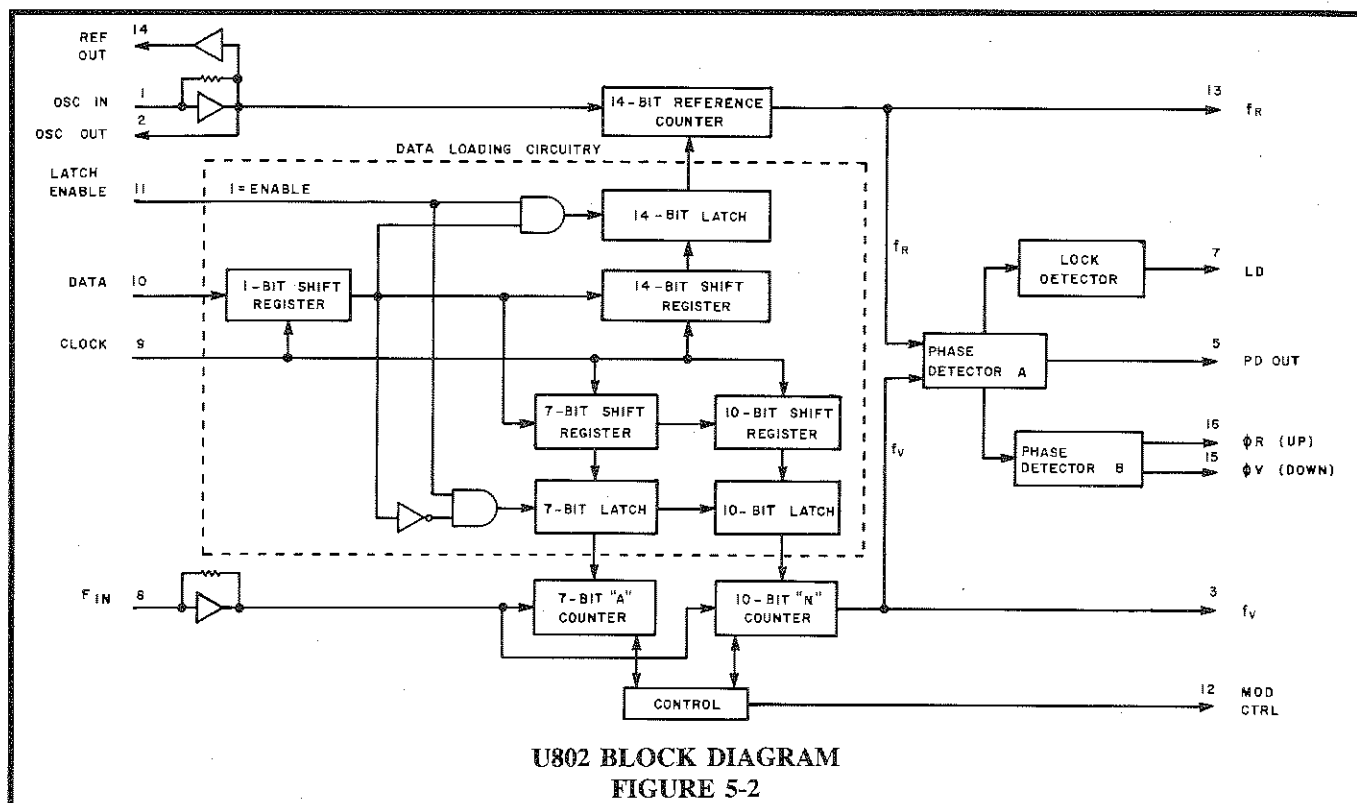 REF
OUT
14
OSC IN
1
OSC OUT
2
14-BIT REFERENCE
COUNTER
13
fR
DATA LOADING CIRCUITRY
LATCH
ENABLE
11
1=ENABLE
14-BIT LATCH
fR
LOCK
DETECTOR
7
LD
DATA
10
1-BIT SHIFT
REGISTER
14-BIT SHIFT
REGISTER
CLOCK
9
PHASE
DETECTOR A
5
PD OUT
7-BIT SHIFT
REGISTER
10-BIT SHIFT
REGISTER
fV
PHASE
DETECTOR B
16
ϕR (UP)
15
ϕV (DOWN)
7-BIT LATCH
10-BIT LATCH
FIN
8
7-BIT "A"
COUNTER
10-BIT "N"
COUNTER
3
fV
CONTROL
12
MOD
CTRL
U802 BLOCK DIAGRAM
FIGURE 5-2